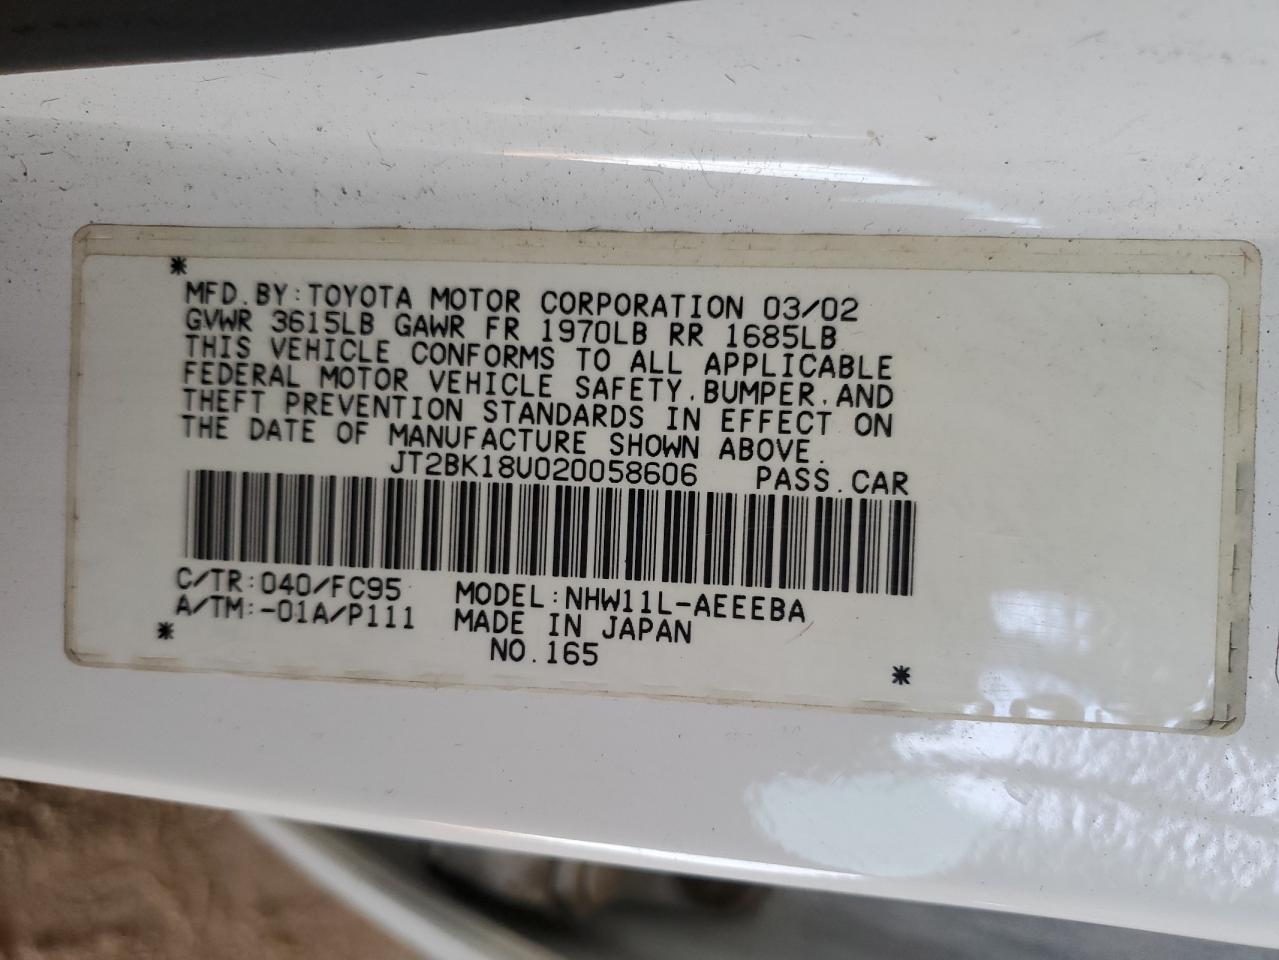 *
MFD.BY:TOYOTA MOTOR CORPORATION 03/02
GVWR 3615LB GAWR FR 1970LB RR 1685LB
THIS VEHICLE CONFORMS TO ALL APPLICABLE
FEDERAL MOTOR VEHICLE SAFETY,BUMPER,AND
THEFT PREVENTION STANDARDS IN EFFECT ON
THE DATE OF MANUFACTURE SHOWN ABOVE.
JT2BK18U020058606 PASS.CAR
C/TR:040/FC95 MODEL:NHW11L-AEEEBA
A/TM:-01A/P111 MADE IN JAPAN
* NO.165 *